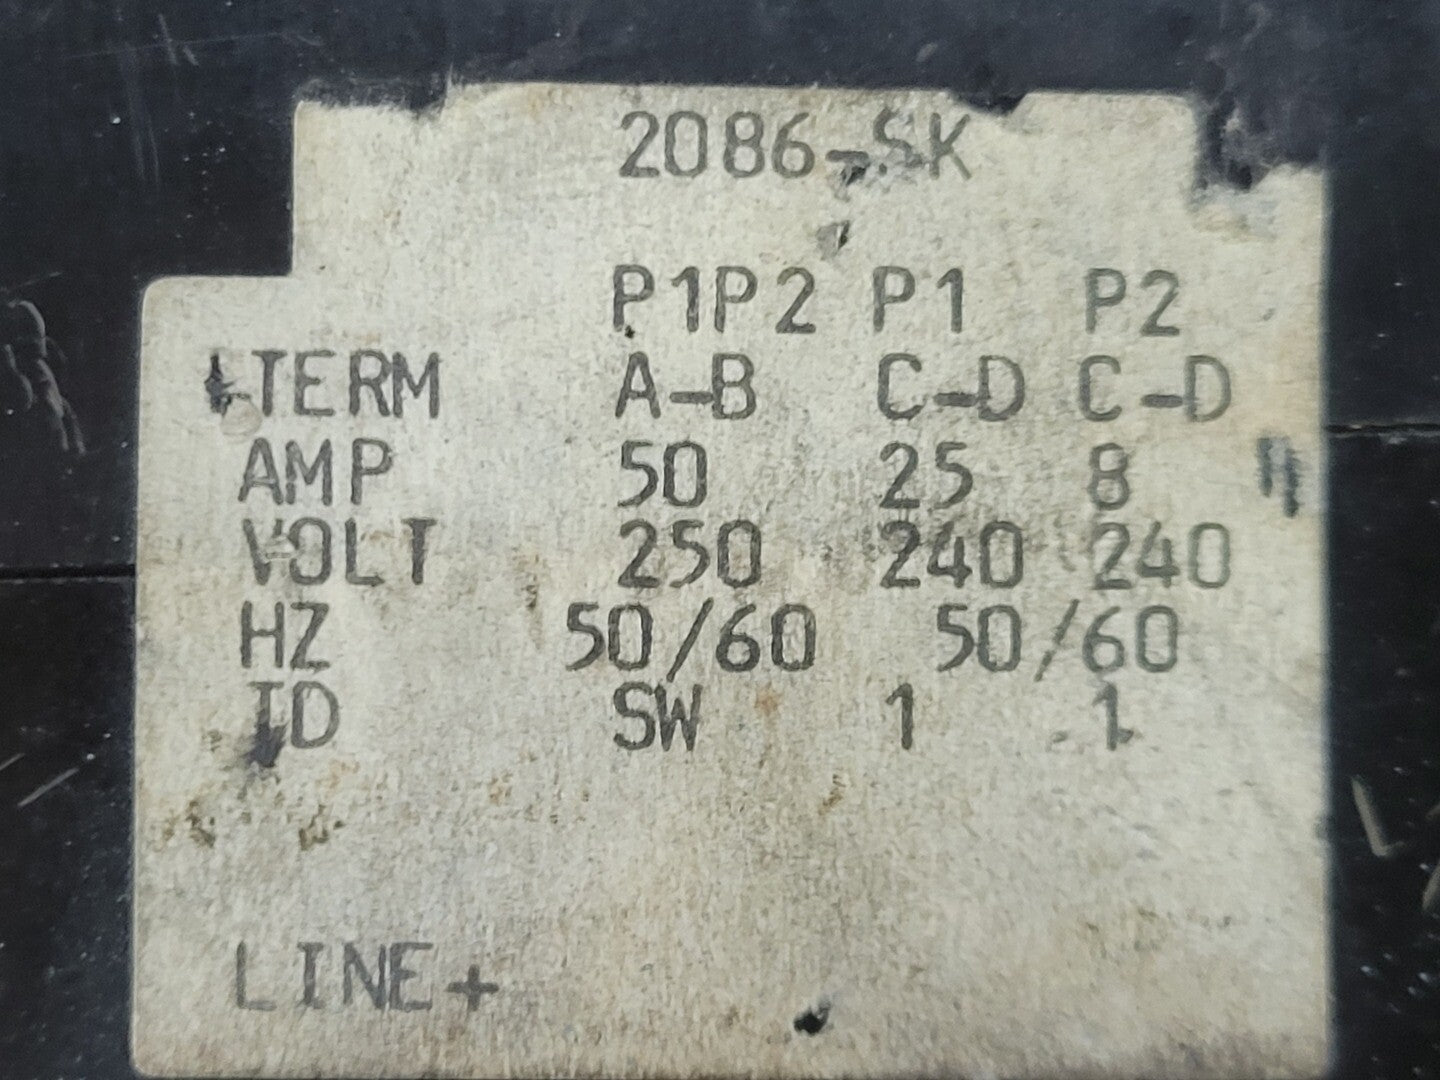 2086-SK
P1P2 P1 P2
TERM A-B C-D C-D
AMP 50 25 8
VOLT 250 240 240
HZ 50/60 50/60
ID SW 1 1
LINE+